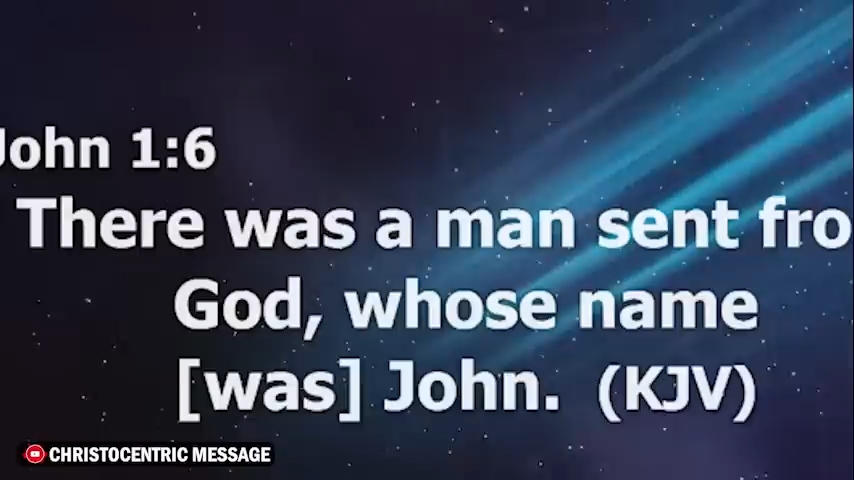 John 1:6
There was a man sent fro
God, whose name
[was] John. (KJV)
CHRISTOCENTRIC MESSAGE